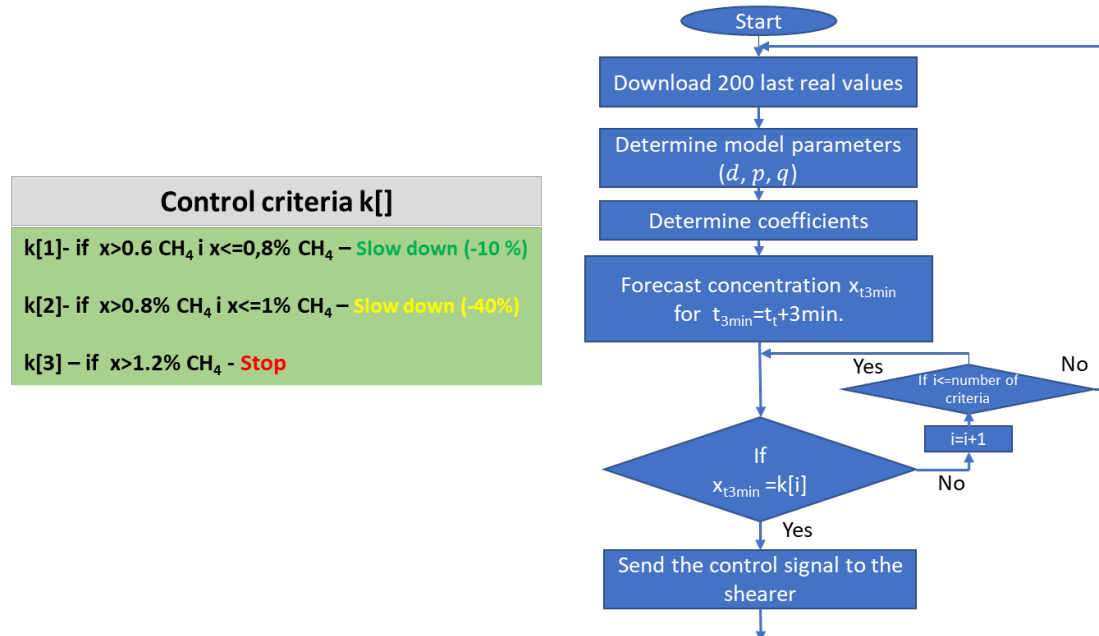 Control criteria k[]
k[1]- if x>0.6 CH₄ i x<=0,8% CH₄ – Slow down (-10 %)
k[2]- if x>0.8% CH₄ i x<=1% CH₄ – Slow down (-40%)
k[3] – if x>1.2% CH₄ - Stop
Start
Download 200 last real values
Determine model parameters
(d, p, q)
Determine coefficients
Forecast concentration xₜ₃ₘᵢₙ
for t₃ₘᵢₙ=tₜ+3min.
Yes
No
If i<=number of
criteria
i=i+1
If
xₜ₃ₘᵢₙ =k[i]
No
Yes
Send the control signal to the
shearer